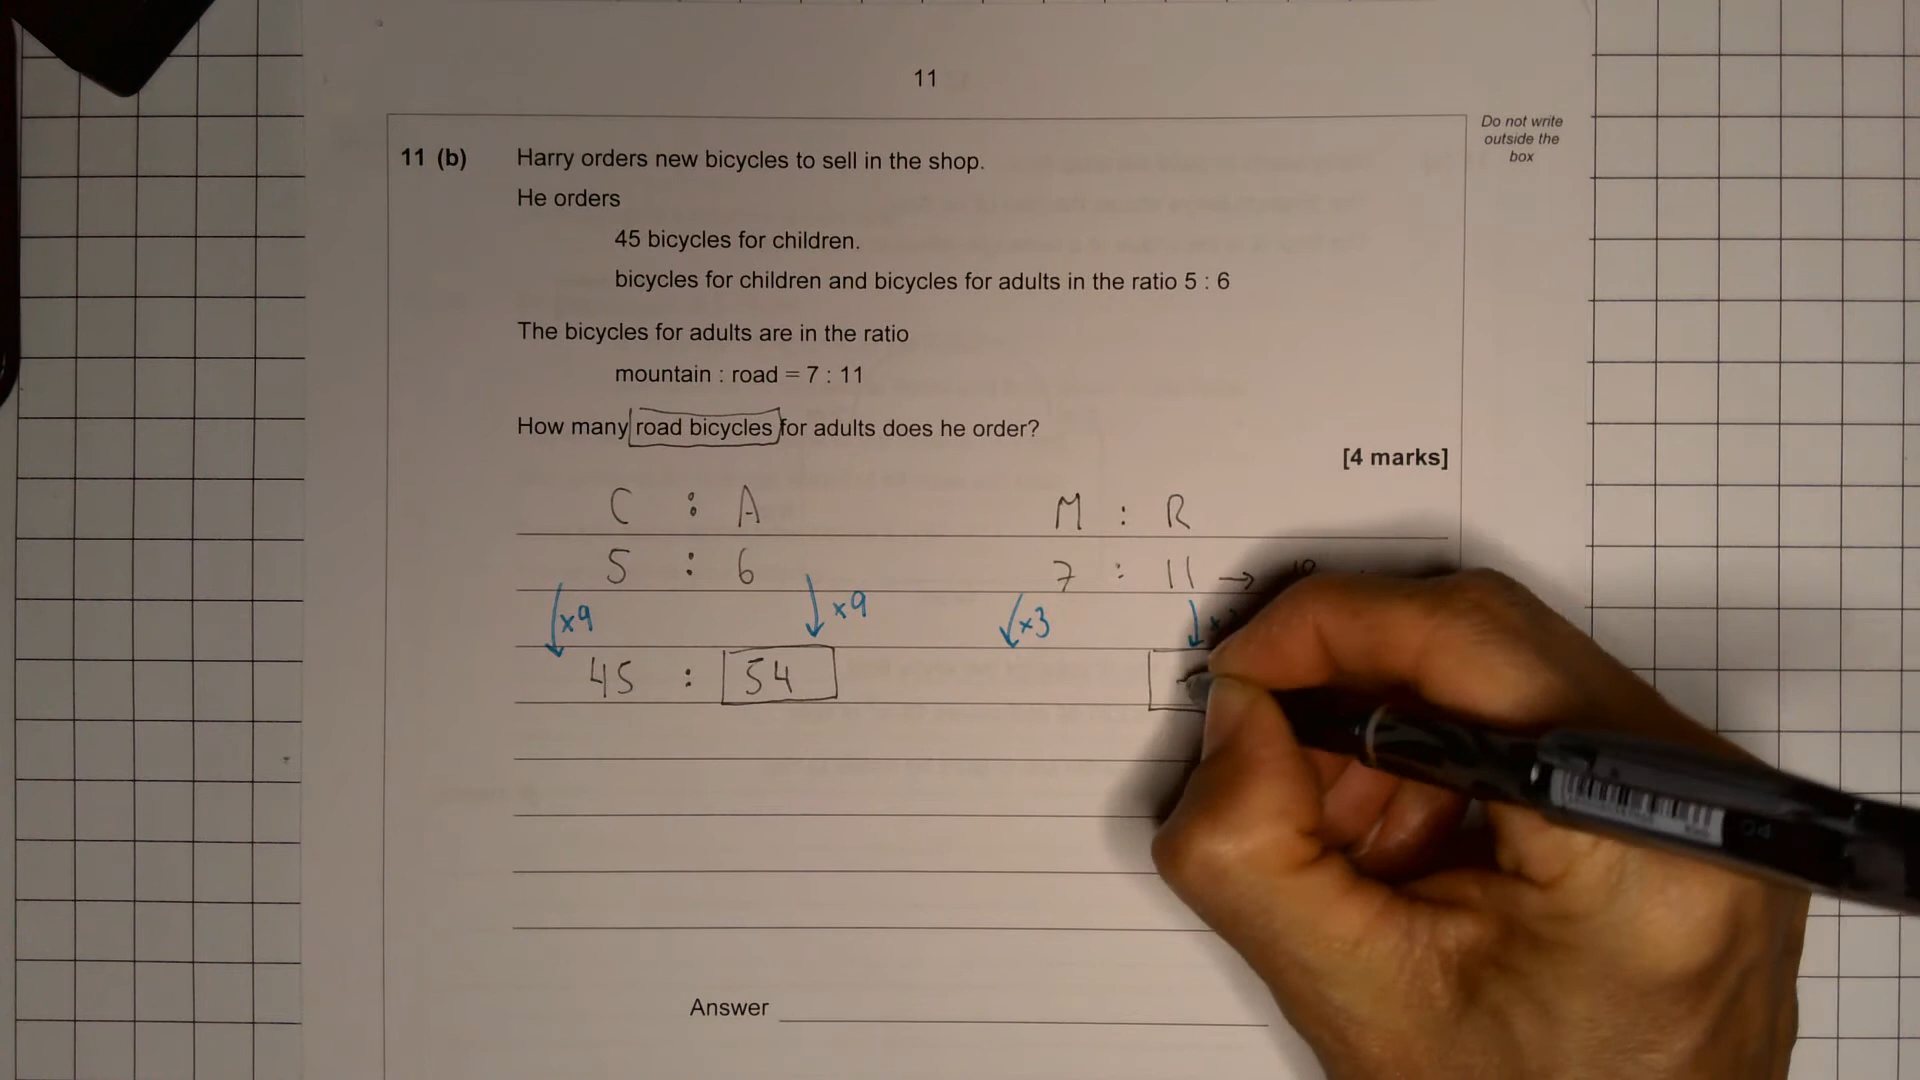 11
Do not write
outside the
box
11 (b) Harry orders new bicycles to sell in the shop.
He orders
45 bicycles for children.
bicycles for children and bicycles for adults in the ratio 5 : 6
The bicycles for adults are in the ratio
mountain : road = 7 : 11
How many road bicycles for adults does he order?
[4 marks]
C : A M : R
5 : 6 7 : 11 →
×9 ×9 ×3
45 : 54
Answer